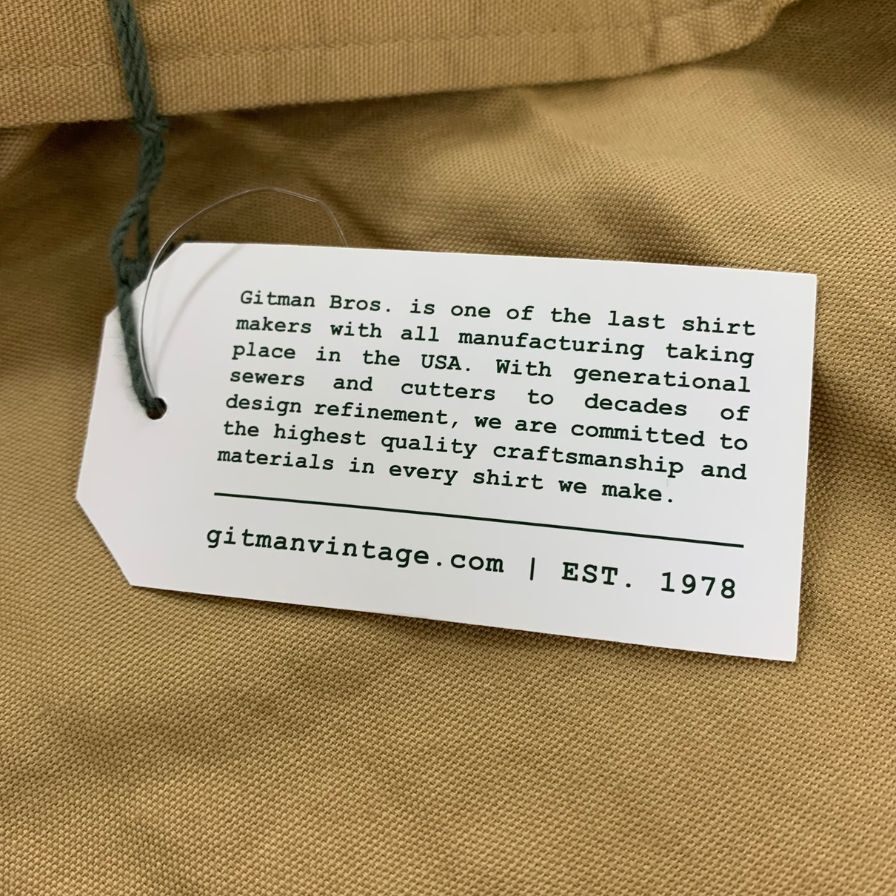 Gitman Bros. is one of the last shirt
makers with all manufacturing taking
place in the USA. With generational
sewers and cutters to decades of
design refinement, we are committed to
the highest quality craftsmanship and
materials in every shirt we make.
gitmanvintage.com | EST. 1978